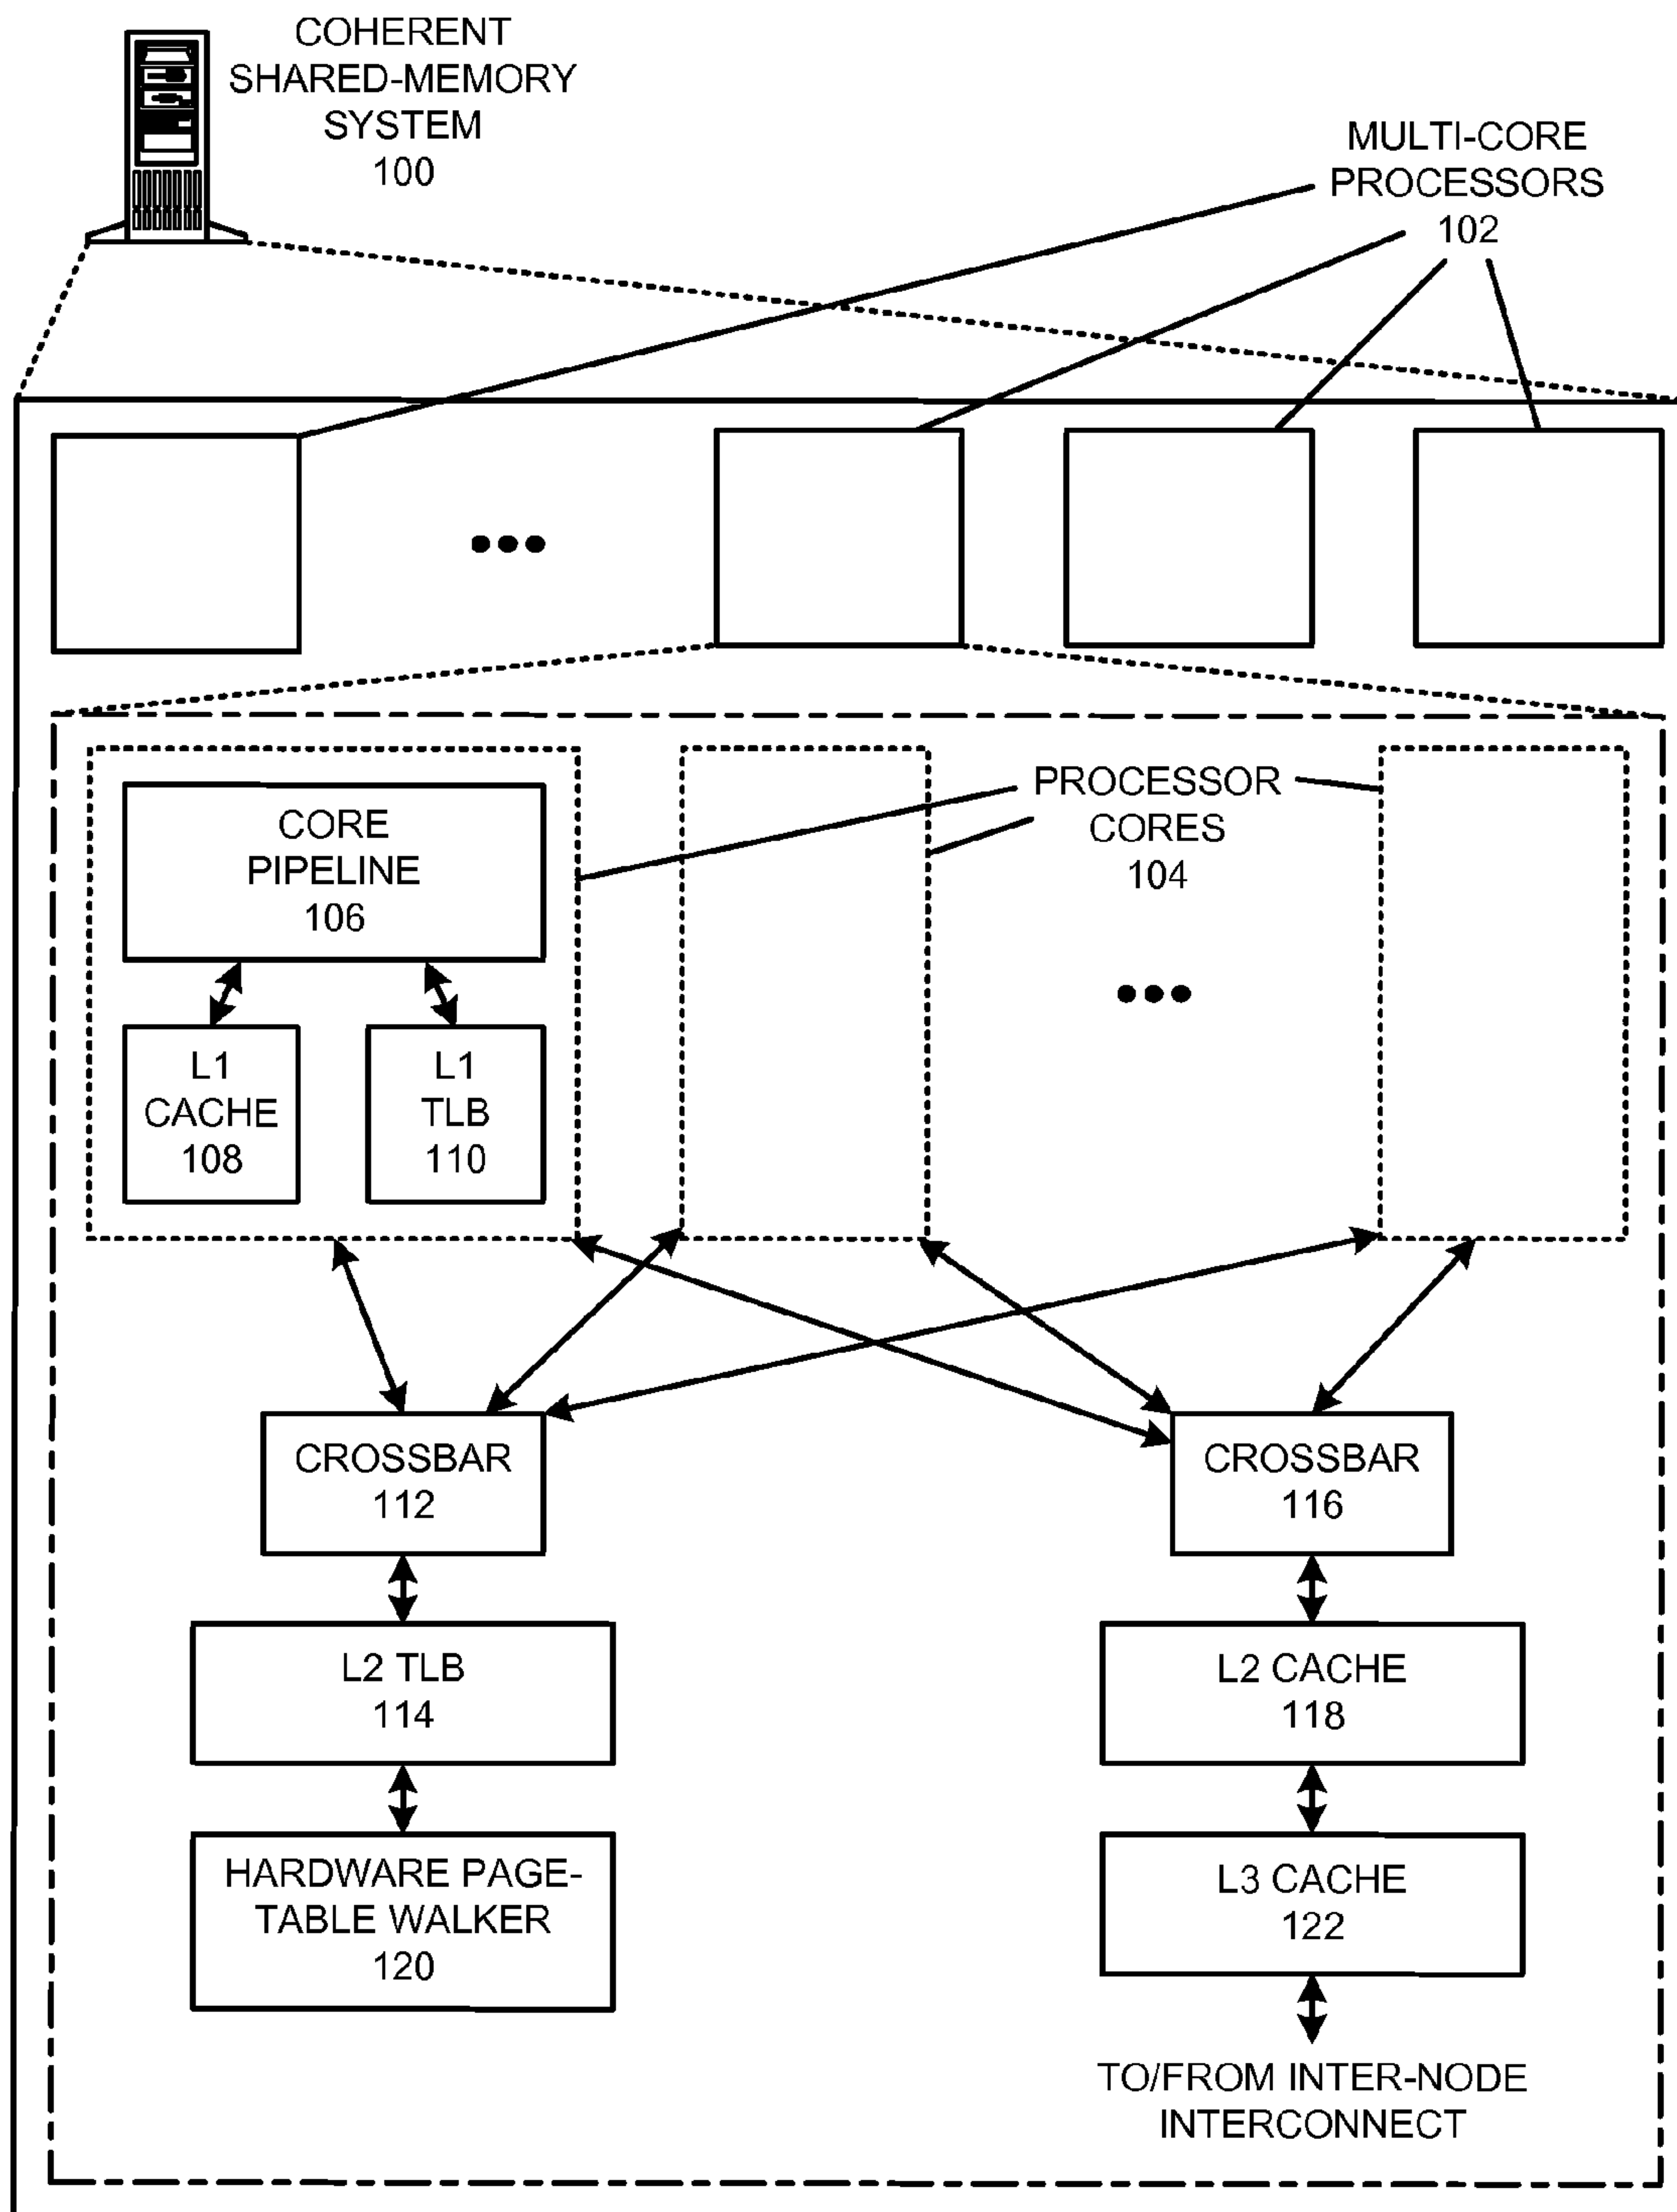 COHERENT
SHARED-MEMORY
SYSTEM
100
MULTI-CORE
PROCESSORS
102
PROCESSOR
CORES
104
CORE
PIPELINE
106
L1
CACHE
108
L1
TLB
110
CROSSBAR
112
CROSSBAR
116
L2 TLB
114
L2 CACHE
118
HARDWARE PAGE-
TABLE WALKER
120
L3 CACHE
122
TO/FROM INTER-NODE
INTERCONNECT